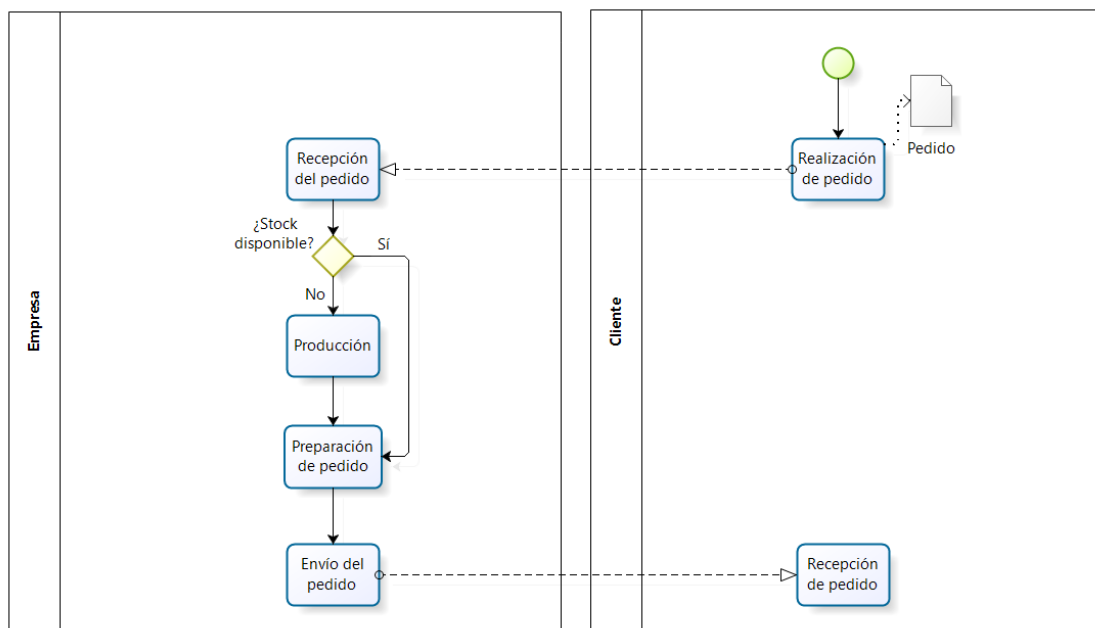 Empresa
Recepción
del pedido
¿Stock
disponible?
Sí
No
Producción
Preparación
de pedido
Envío del
pedido
Cliente
Realización
de pedido
Pedido
Recepción
de pedido